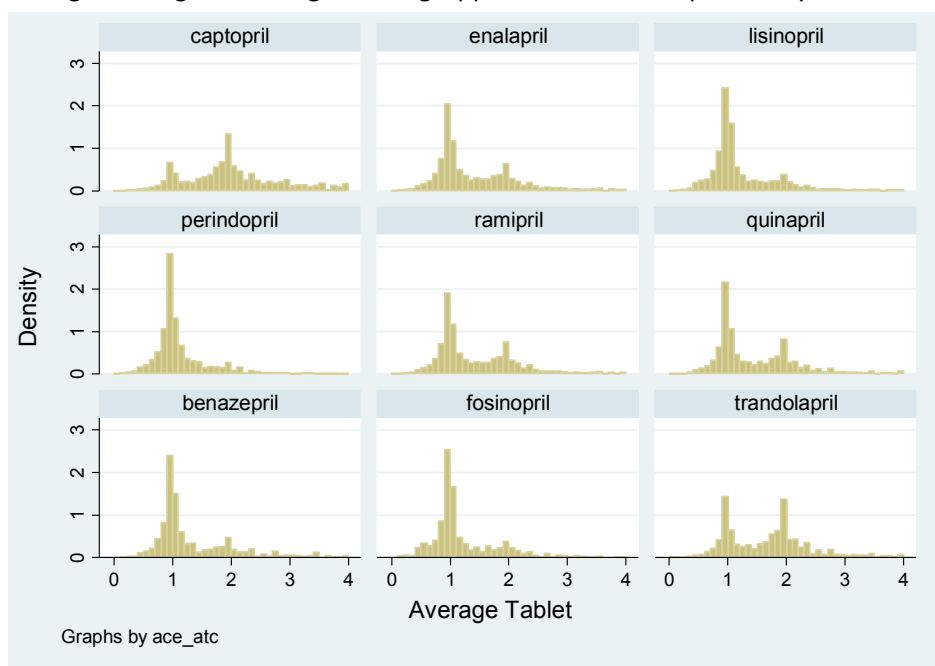 captopril enalapril lisinopril
3
2
1
0
perindopril ramipril quinapril
3
2
1
0
benazepril fosinopril trandolapril
3
2
1
0
0 1 2 3 4 0 1 2 3 4 0 1 2 3 4
Density
Average Tablet
Graphs by ace_atc